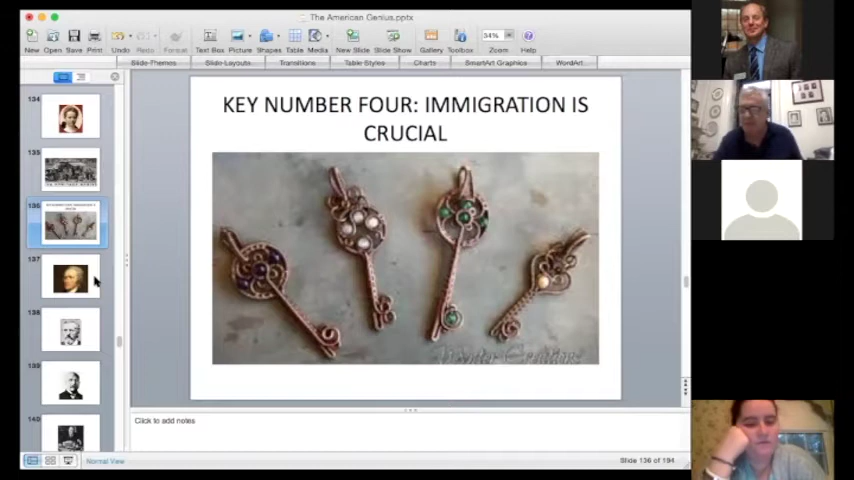 The American Genius.pptx
New Open Save Print Undo Redo Format Text Box Picture Shapes Table Media New Slide Slide Show Gallery Toolbox Zoom Help
34%
Slide Themes Slide Layouts Transitions Table Styles Charts SmartArt Graphics WordArt
134
135
136
137
138
139
140
KEY NUMBER FOUR: IMMIGRATION IS
CRUCIAL
Click to add notes
Normal View
Slide 136 of 194